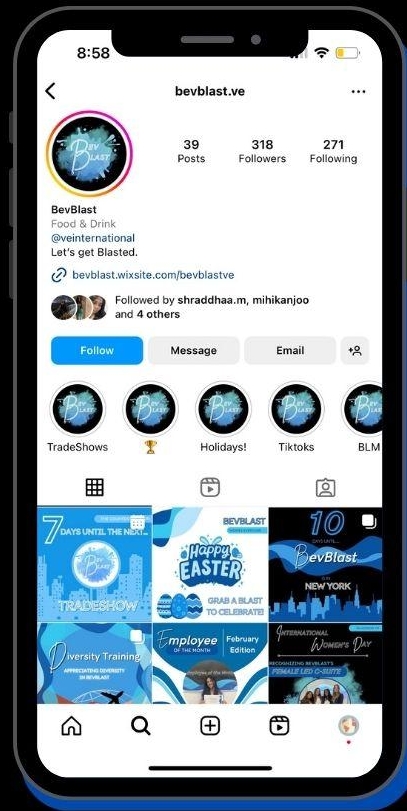 8:58
bevblast.ve
39
Posts
318
Followers
271
Following
BEV
BLAST
BevBlast
Food & Drink
@veinternational
Let's get Blasted.
bevblast.wixsite.com/bevblastve
Followed by shraddhaa.m, mihikanjoo
and 4 others
Follow
Message
Email
TradeShows
Holidays!
Tiktoks
BLM
7
DAYS UNTIL THE NEXT...
TRADESHOW
BEVBLAST
Happy
EASTER
GRAB A BLAST
TO CELEBRATE!
10
DAYS UNTIL
BevBlast
NEW YORK
Diversity Training
APPRECIATING DIVERSITY
IN BEVBLAST
Employee
OF THE MONTH
February
Edition
INTERNATIONAL
WOMEN'S DAY
RECOGNIZING BEVBLAST'S
FEMALE LED C-SUITE